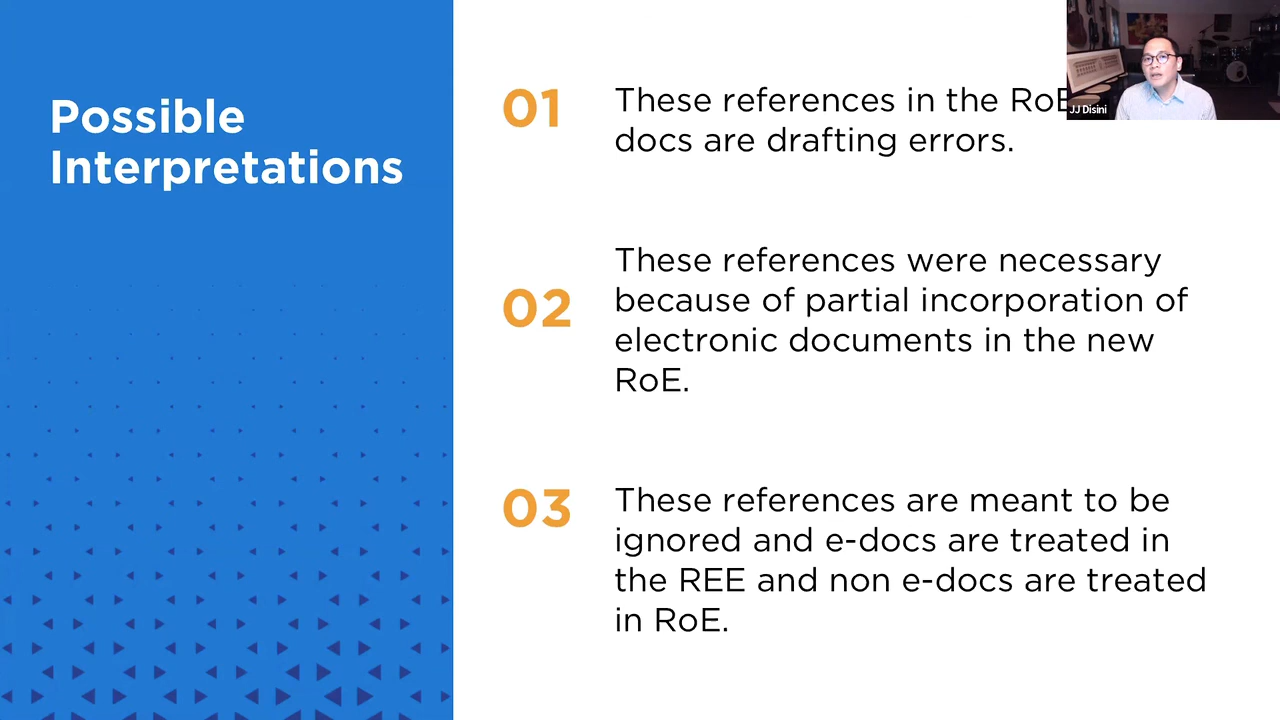 Possible
Interpretations
01
These references in the RoE
docs are drafting errors.
02
These references were necessary
because of partial incorporation of
electronic documents in the new
RoE.
03
These references are meant to be
ignored and e-docs are treated in
the REE and non e-docs are treated
in RoE.
JJ Disini